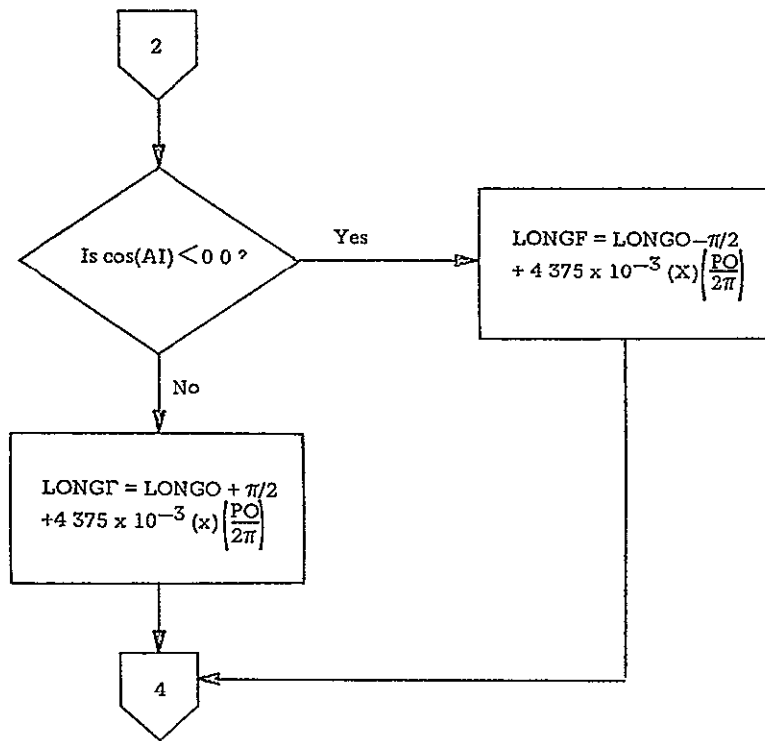 2
Is cos(AI) < 0 0 ?
Yes
LONGF = LONGO–π/2
+ 4 375 x 10⁻³ (X)(PO/2π)
No
LONGF = LONGO + π/2
+4 375 x 10⁻³ (x)(PO/2π)
4